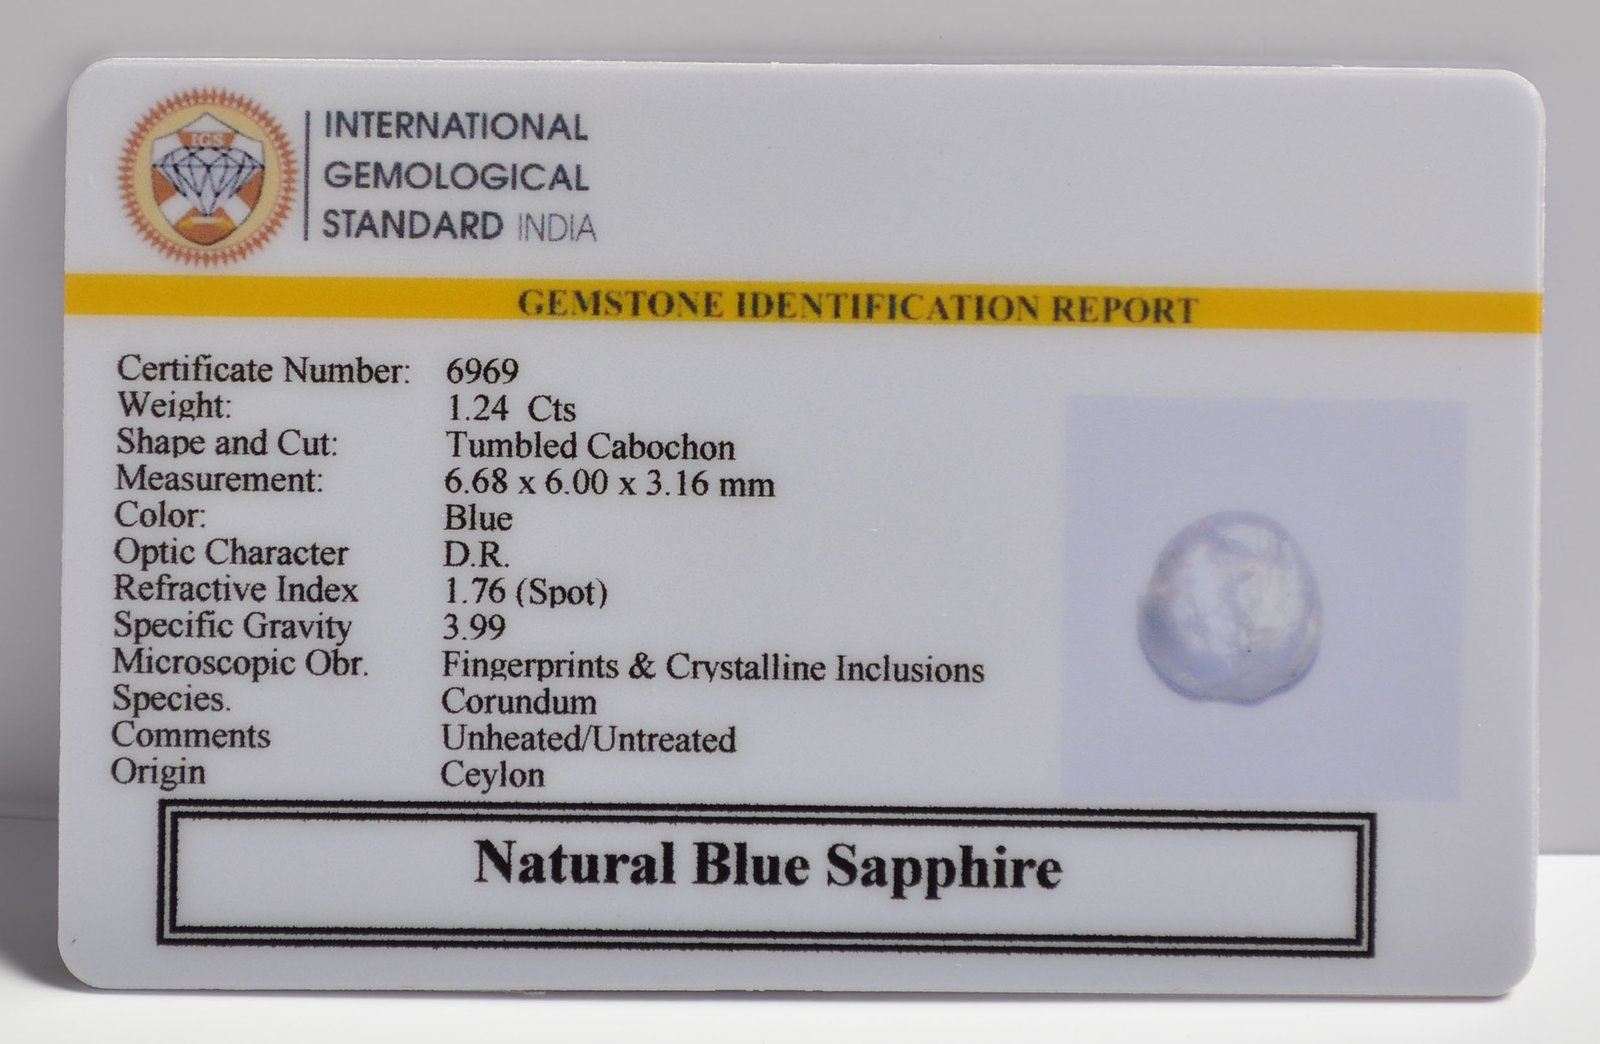 IGS
INTERNATIONAL
GEMOLOGICAL
STANDARD INDIA
GEMSTONE IDENTIFICATION REPORT
Certificate Number: 6969
Weight: 1.24 Cts
Shape and Cut: Tumbled Cabochon
Measurement: 6.68 x 6.00 x 3.16 mm
Color: Blue
Optic Character D.R.
Refractive Index 1.76 (Spot)
Specific Gravity 3.99
Microscopic Obr. Fingerprints & Crystalline Inclusions
Species. Corundum
Comments Unheated/Untreated
Origin Ceylon
Natural Blue Sapphire